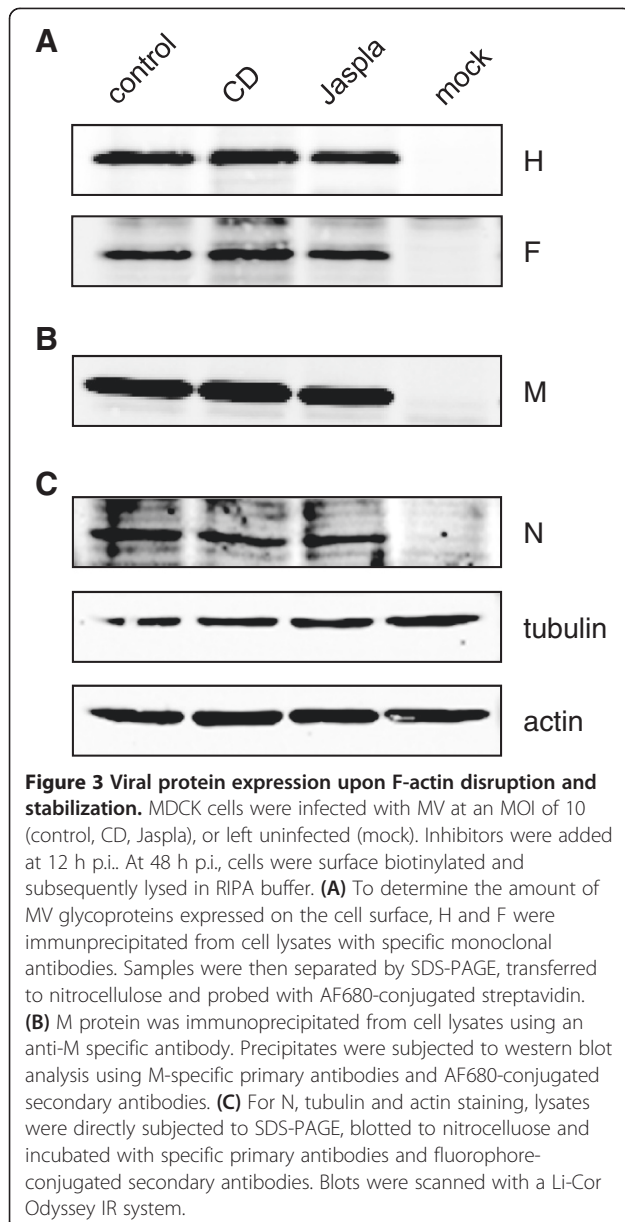 A
control CD Jaspla mock
H
F
B
M
C
N
tubulin
actin
Figure 3 Viral protein expression upon F-actin disruption and
stabilization. MDCK cells were infected with MV at an MOI of 10
(control, CD, Jaspla), or left uninfected (mock). Inhibitors were added
at 12 h p.i.. At 48 h p.i., cells were surface biotinylated and
subsequently lysed in RIPA buffer. (A) To determine the amount of
MV glycoproteins expressed on the cell surface, H and F were
immunprecipitated from cell lysates with specific monoclonal
antibodies. Samples were then separated by SDS-PAGE, transferred
to nitrocellulose and probed with AF680-conjugated streptavidin.
(B) M protein was immunoprecipitated from cell lysates using an
anti-M specific antibody. Precipitates were subjected to western blot
analysis using M-specific primary antibodies and AF680-conjugated
secondary antibodies. (C) For N, tubulin and actin staining, lysates
were directly subjected to SDS-PAGE, blotted to nitrocelluose and
incubated with specific primary antibodies and fluorophore-
conjugated secondary antibodies. Blots were scanned with a Li-Cor
Odyssey IR system.